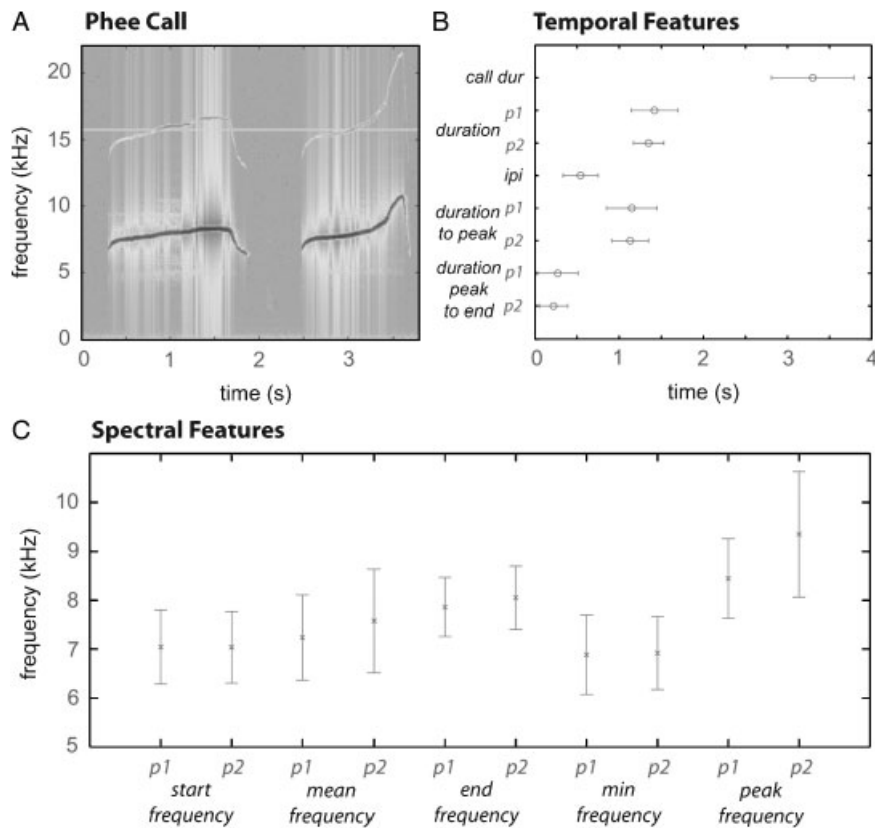 A Phee Call
frequency (kHz)
20
15
10
5
0
0 1 2 3
time (s)
B Temporal Features
call dur
duration
p1
p2
ipi
duration
to peak
p1
p2
duration
peak
to end
p1
p2
0 1 2 3 4
time (s)
C Spectral Features
frequency (kHz)
10
9
8
7
6
5
p1 p2 p1 p2 p1 p2 p1 p2 p1 p2
start mean end min peak
frequency frequency frequency frequency frequency